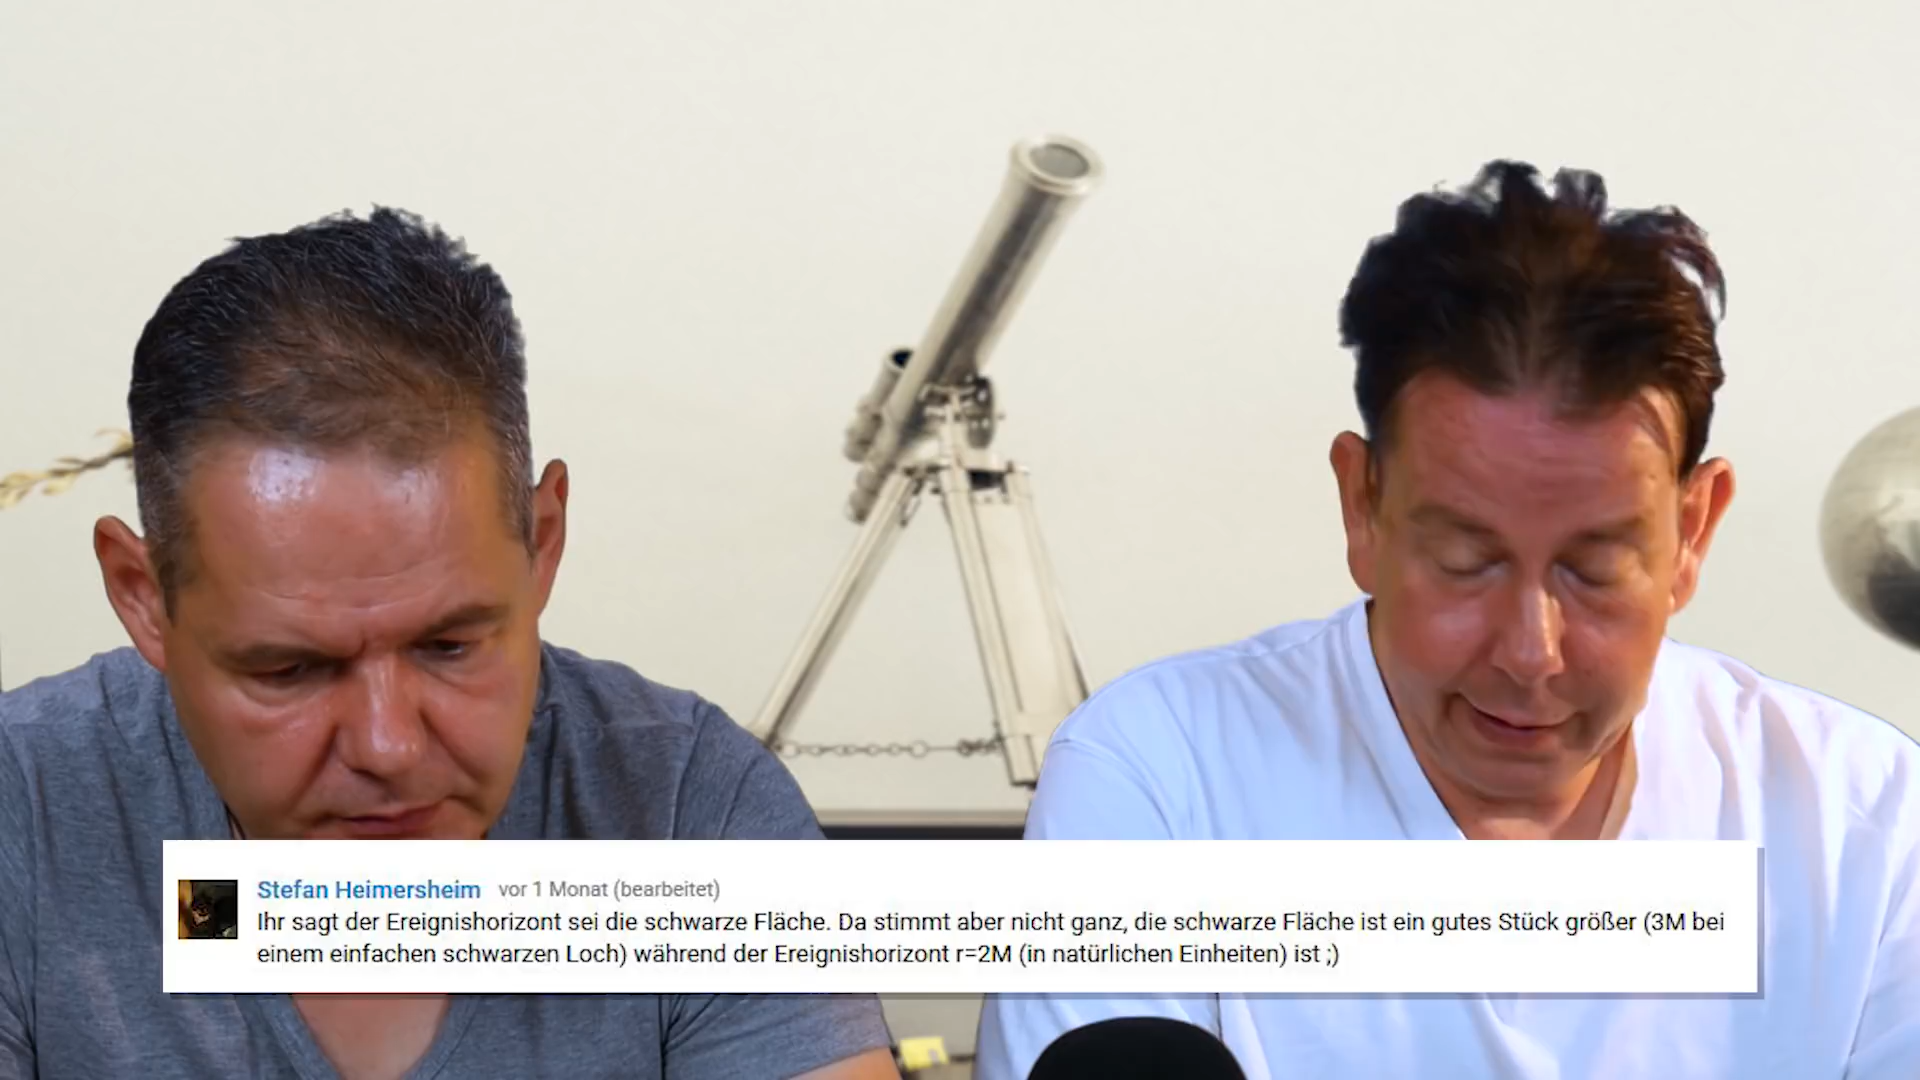 Stefan Heimersheim vor 1 Monat (bearbeitet)
Ihr sagt der Ereignishorizont sei die schwarze Fläche. Da stimmt aber nicht ganz, die schwarze Fläche ist ein gutes Stück größer (3M bei
einem einfachen schwarzen Loch) während der Ereignishorizont r=2M (in natürlichen Einheiten) ist ;)